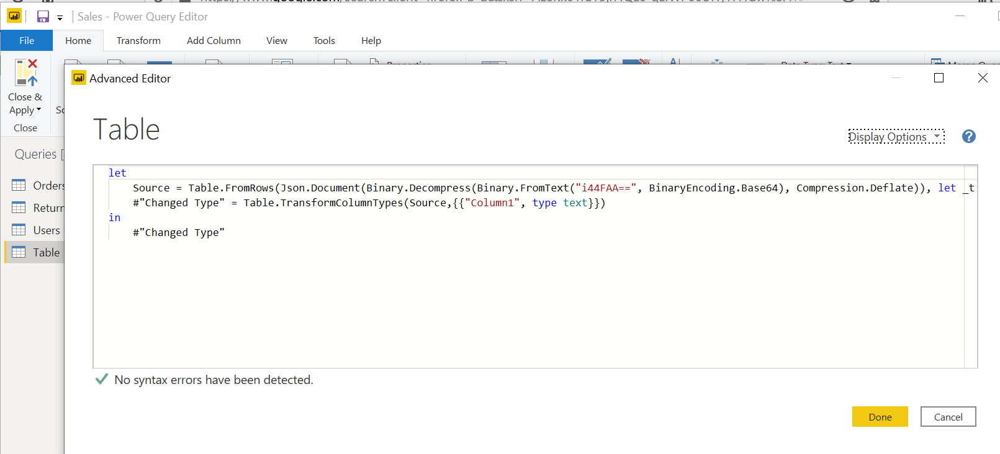 Sales - Power Query Editor
File Home Transform Add Column View Tools Help
Close &
Apply
Close
Queries [
Orders
Return
Users
Table
Advanced Editor
Table
Display Options
?
let
Source = Table.FromRows(Json.Document(Binary.Decompress(Binary.FromText("i44FAA==", BinaryEncoding.Base64), Compression.Deflate)), let _t
#"Changed Type" = Table.TransformColumnTypes(Source,{{"Column1", type text}})
in
#"Changed Type"
No syntax errors have been detected.
Done Cancel